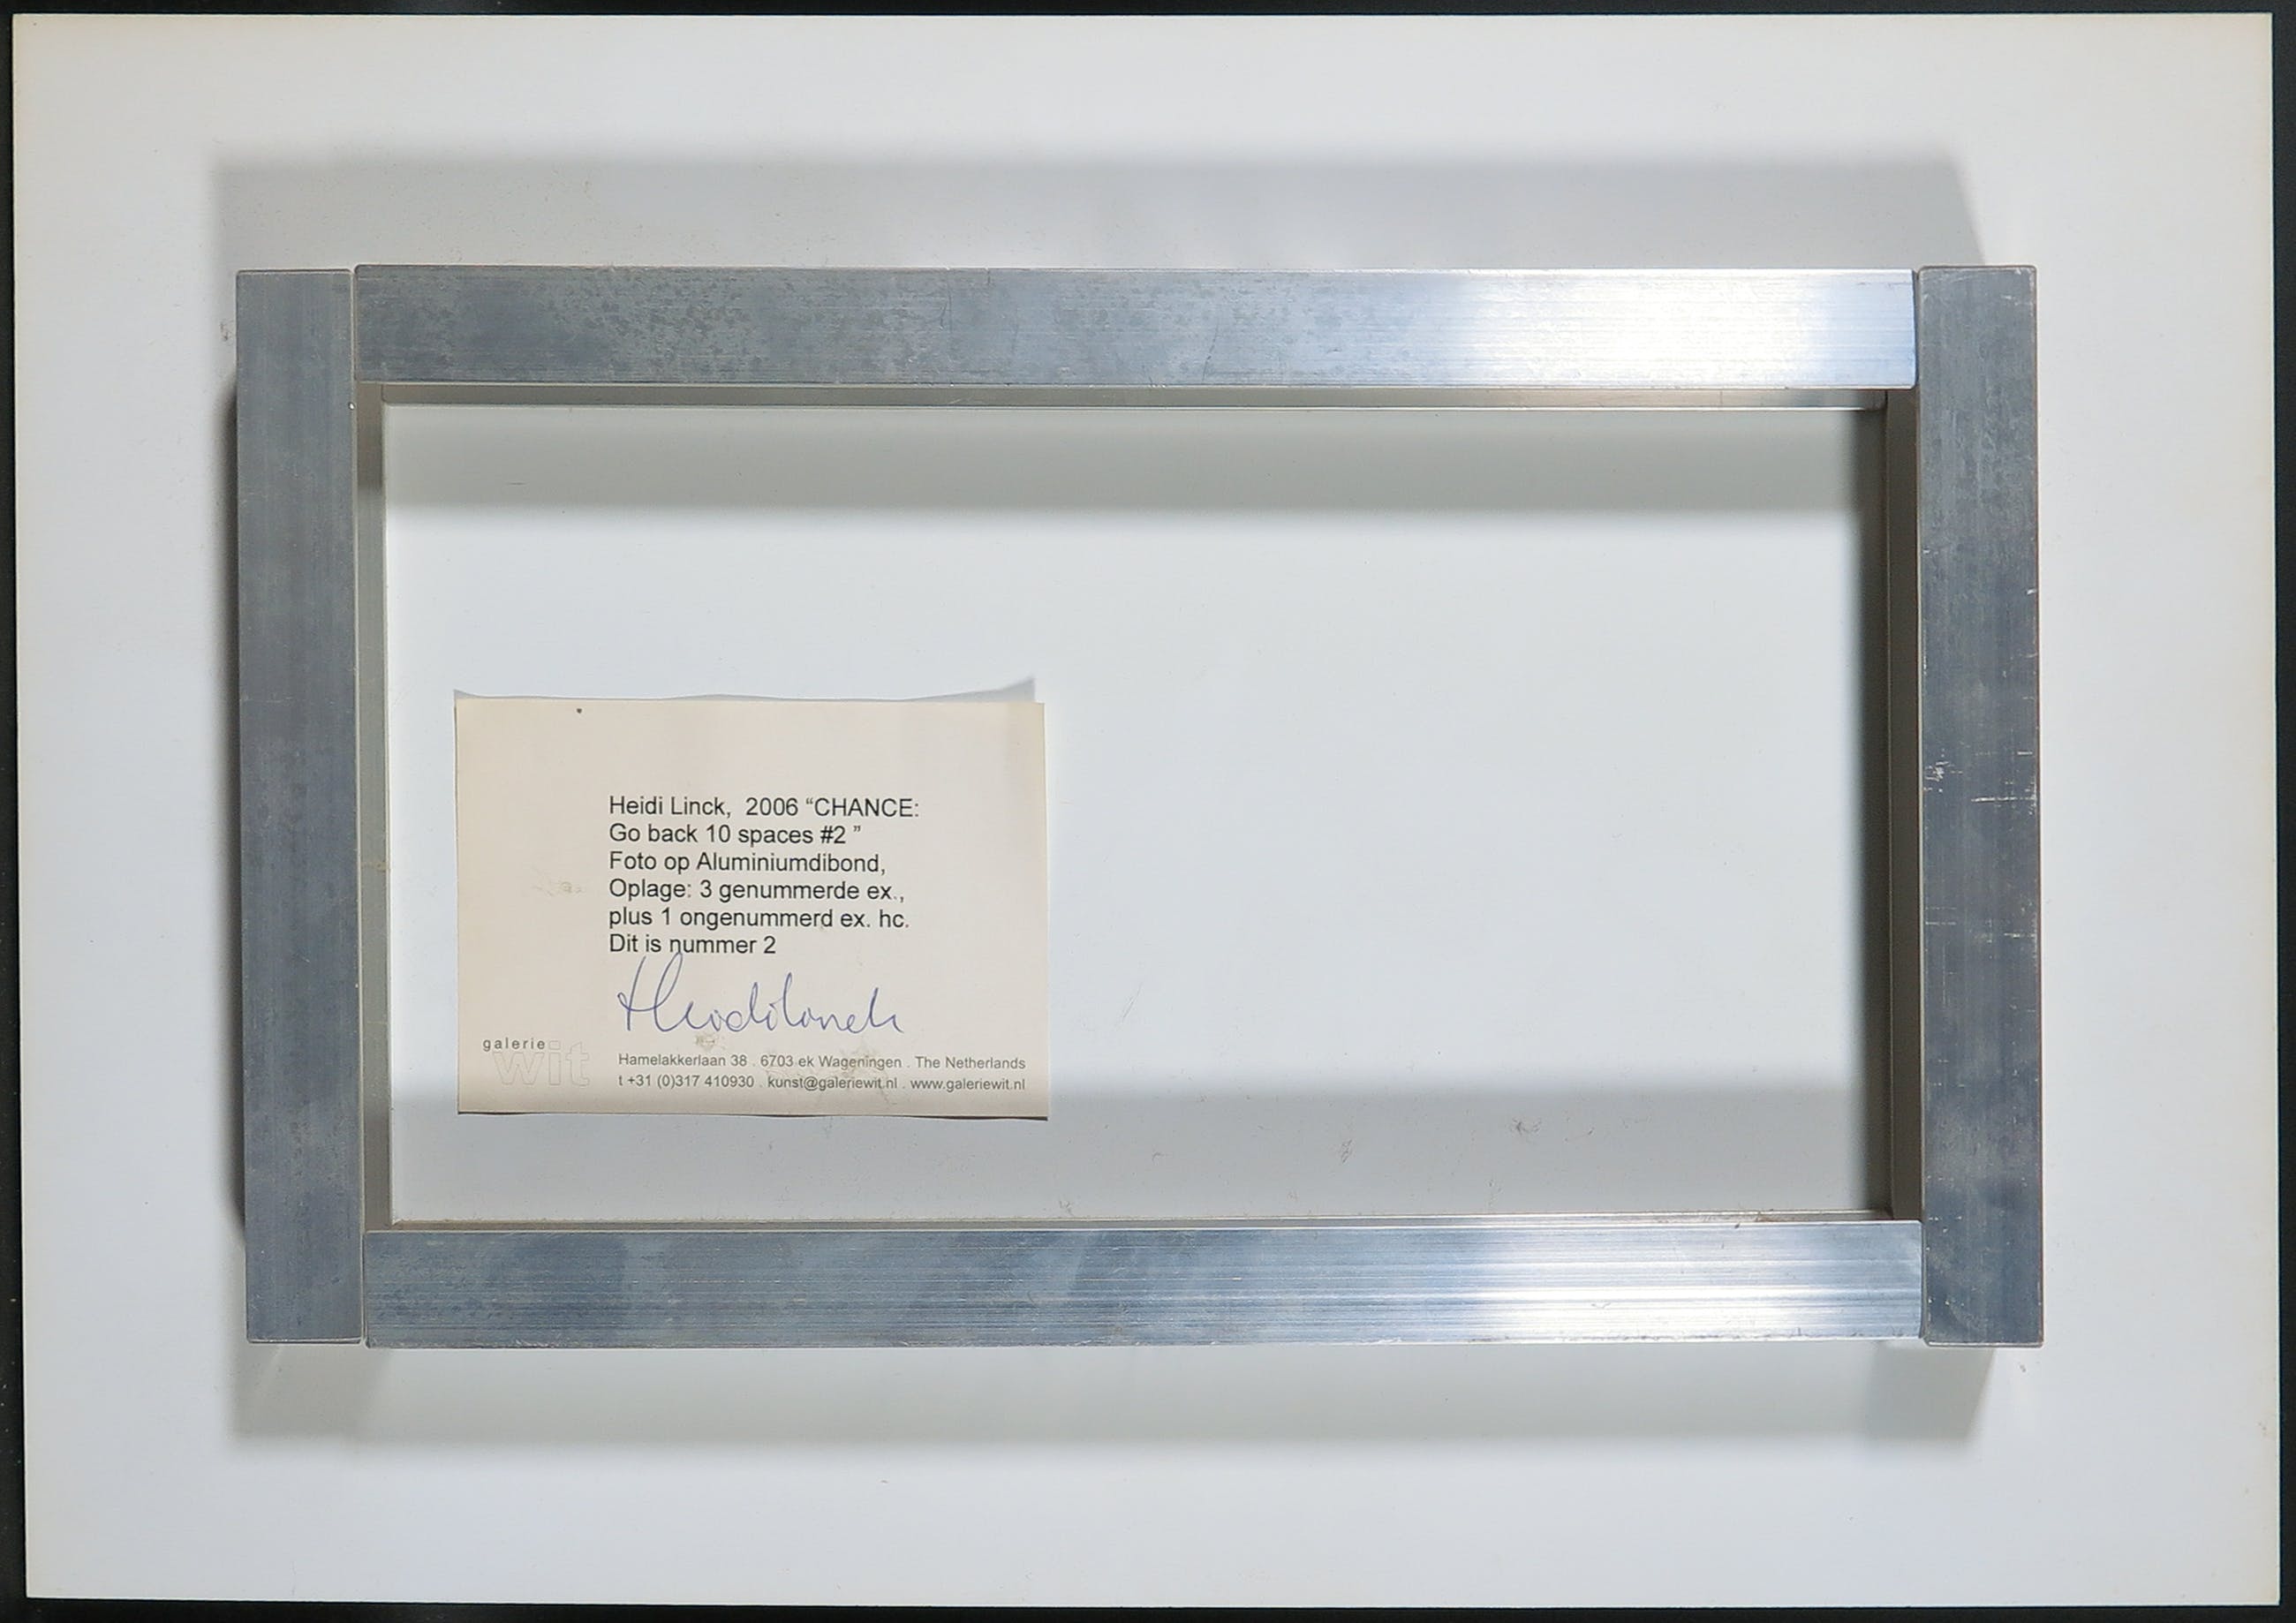 Heidi Linck, 2006 “CHANCE:
Go back 10 spaces #2 ”
Foto op Aluminiumdibond,
Oplage: 3 genummerde ex.,
plus 1 ongenummerd ex. hc.
Dit is nummer 2
Heidi Linck
galerie
wit
Hamelakkerlaan 38 . 6703 ek Wageningen . The Netherlands
t +31 (0)317 410930 . kunst@galeriewit.nl . www.galeriewit.nl